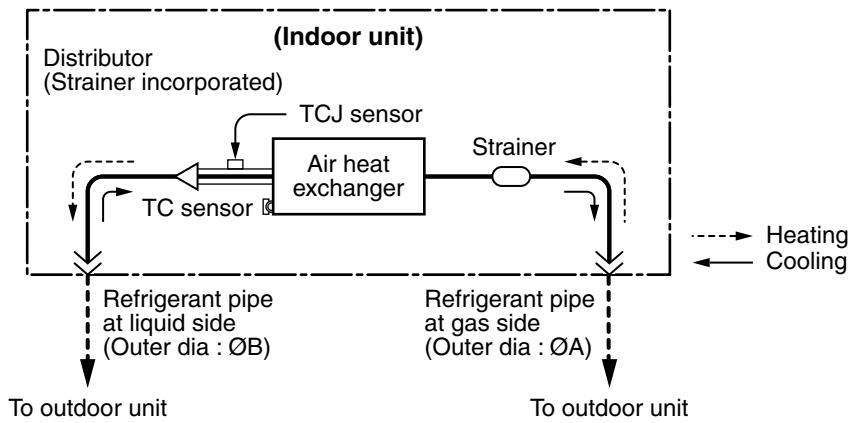 (Indoor unit)
Distributor
(Strainer incorporated)
TCJ sensor
Air heat
exchanger
Strainer
TC sensor
Heating
Cooling
Refrigerant pipe
at liquid side
(Outer dia : ØB)
Refrigerant pipe
at gas side
(Outer dia : ØA)
To outdoor unit
To outdoor unit